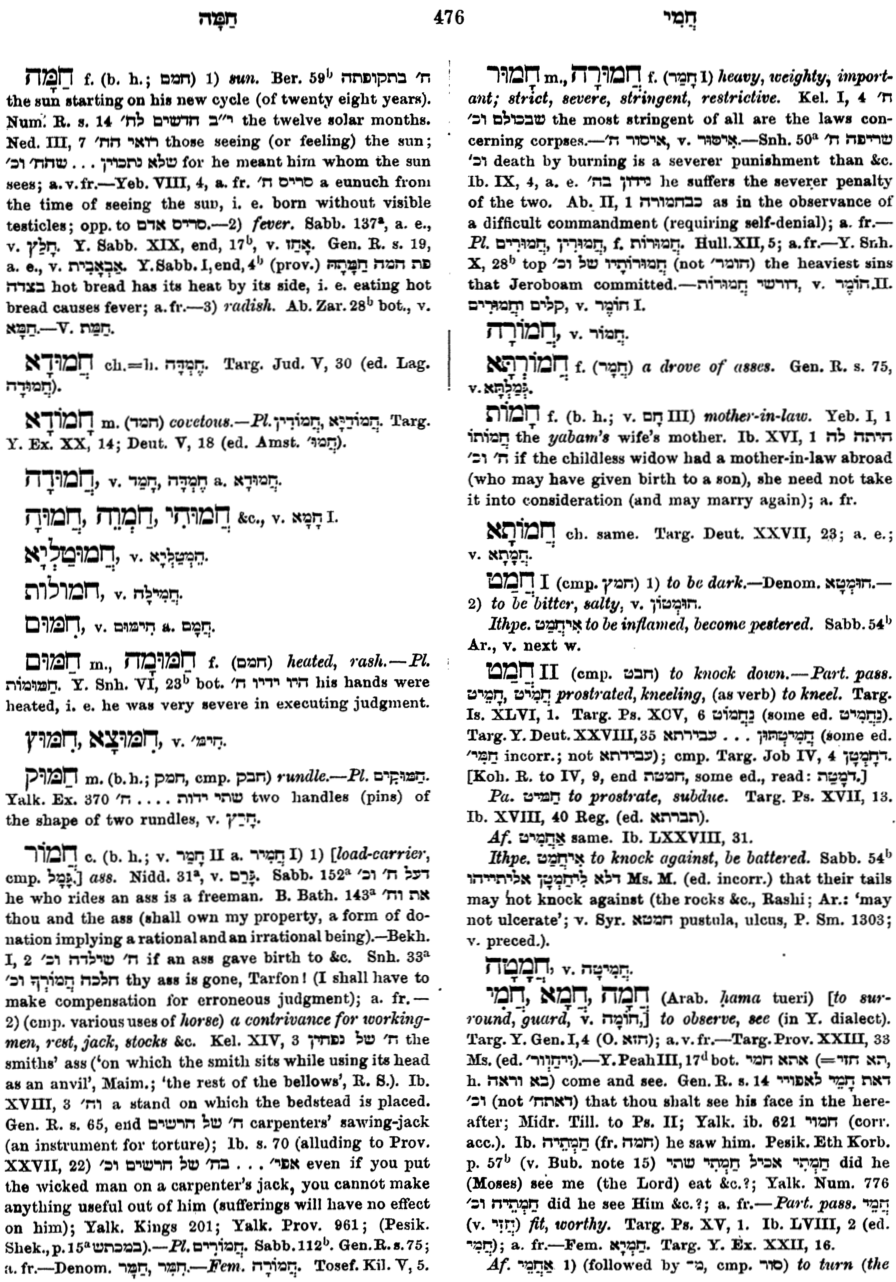 חַמָּה
476
חֲמִי
חַמָּה f. (b. h.; חמם) 1) sun. Ber. 59b ח׳ בתקופתה
the sun starting on his new cycle (of twenty eight years).
Num. R. s. 14 י״ב חדשים לח׳ the twelve solar months.
Ned. III, 7 רואי הח׳ those seeing (or feeling) the sun;
שלא נתכוין ... שהח׳ וכ׳ for he meant him whom the sun
sees; a. v. fr.—Yeb. VIII, 4, a. fr. סריס ח׳ a eunuch from
the time of seeing the sun, i. e. born without visible
testicles; opp. to סריס אדם.—2) fever. Sabb. 137a, a. e.,
v. חֲלֵץ. Y. Sabb. XIX, end, 17b, v. אָחַז. Gen. R. s. 19,
a. e., v. אֲבָאֲבִית. Y. Sabb. I, end, 4b (prov.) פת חמה חֲמָתָהּ
בצדה hot bread has its heat by its side, i. e. eating hot
bread causes fever; a. fr.—3) radish. Ab. Zar. 28b bot., v.
חַמָּא.—V. חַמַּת.
חֲמוּדָא ch.=h. חֶמְדָּה. Targ. Jud. V, 30 (ed. Lag.
חֲמוּדָה).
חָמוֹדָא m. (חמד) covetous.—Pl. חָמוֹדַיָּא, חָמוֹדִין. Targ.
Y. Ex. XX, 14; Deut. V, 18 (ed. Amst. חֲמוּ׳).
חֲמוּדָה, v. חֶמְדָּה, חָמַד a. חֲמוּדָא.
חֲמוּהִי, חַמְוֵה, חֲמוּהָ &c., v. חָמָא I.
חֲמוּטַלְיָא, v. חֵמְטַלְיָא.
חמולות, v. חֲמִילָה.
חִמּוּם, v. חימום a. חָמַם.
חַמּוּם m., חַמּוּמָה f. (חמם) heated, rash.—Pl.
חַמּוּמוֹת. Y. Snh. VI, 23b bot. היו ידיו ח׳ his hands were
heated, i. e. he was very severe in executing judgment.
חִמּוּץ, חִמּוּצָא, v. חִימּ׳.
חַמּוּק m. (b. h.; חמק, cmp. חבק) rundle.—Pl. חַמּוּקִים.
Yalk. Ex. 370 שתי ידות .... ח׳ two handles (pins) of
the shape of two rundles, v. חָרַץ.
חֲמוֹר c. (b. h.; v. חָמַר II a. חֲמִיר I) 1) [load-carrier,
cmp. גָּמָל,] ass. Nidd. 31a, v. גָּרַם. Sabb. 152a דעל ח׳ וכ׳
he who rides an ass is a freeman. B. Bath. 143a את וח׳
thou and the ass (shall own my property, a form of do-
nation implying a rational and an irrational being).—Bekh.
I, 2 ח׳ שילדה וכ׳ if an ass gave birth to &c. Snh. 33a
הלכה חֲמוֹרְךָ וכ׳ thy ass is gone, Tarfon! (I shall have to
make compensation for erroneous judgment); a. fr.—
2) (cmp. various uses of horse) a contrivance for working-
men, rest, jack, stocks &c. Kel. XIV, 3 ח׳ של נפחין the
smiths' ass ('on which the smith sits while using its head
as an anvil', Maim.; 'the rest of the bellows', R. S.). Ib.
XVIII, 3 וח׳ a stand on which the bedstead is placed.
Gen. R. s. 65, end ח׳ של חרשים carpenters' sawing-jack
(an instrument for torture); Ib. s. 70 (alluding to Prov.
XXVII, 22) אפי׳ ... בח׳ של חרשים וכ׳ even if you put
the wicked man on a carpenter's jack, you cannot make
anything useful out of him (sufferings will have no effect
on him); Yalk. Kings 201; Yalk. Prov. 961; (Pesik.
Shek., p. 15a במכתש).—Pl. חֲמוֹרִים. Sabb. 112b. Gen. R. s. 75;
a. fr.—Denom. חִמֵּר, חַמָּר.—Fem. חֲמוֹרָה. Tosef. Kil. V, 5.
חָמוּר m., חֲמוּרָה f. (חָמַר I) heavy, weighty, import-
ant; strict, severe, stringent, restrictive. Kel. I, 4 ח׳
שבכולם וכ׳ the most stringent of all are the laws con-
cerning corpses.—איסור ח׳, v. אִיסּוּר.—Snh. 50a שריפה ח׳
וכ׳ death by burning is a severer punishment than &c.
Ib. IX, 4, a. e. נידון בה׳ he suffers the severer penalty
of the two. Ab. II, 1 כבחמורה as in the observance of
a difficult commandment (requiring self-denial); a. fr.—
Pl. חֲמוּרִים, חֲמוּרִין, f. חֲמוּרוֹת. Hull. XII, 5; a. fr.—Y. Snh.
X, 28b top חֲמוּרוֹתָיו של וכ׳ (not חומר׳) the heaviest sins
that Jeroboam committed.—דורשי חֲמוּרוֹת, v. חוֹמֶר II.
קלים וַחֲמוּרִים, v. חוֹמֶר I.
חֲמוֹרָה, v. חֲמוֹר.
חֲמוֹרְתָּא f. (חֲמָר) a drove of asses. Gen. R. s. 75,
v. גְּמַלְתָּא.
חָמוֹת f. (b. h.; v. חָם III) mother-in-law. Yeb. I, 1
חֲמוֹתוֹ the yabam's wife's mother. Ib. XVI, 1 היתה לה
ח׳ וכ׳ if the childless widow had a mother-in-law abroad
(who may have given birth to a son), she need not take
it into consideration (and may marry again); a. fr.
חֲמוֹתָא ch. same. Targ. Deut. XXVII, 23; a. e.;
v. חֲמָתָא.
חֲמַט I (cmp. חמץ) 1) to be dark.—Denom. חוּמְטָא.—
2) to be bitter, salty, v. חוּמְטוֹן.
Ithpe. אִיחֲמַט to be inflamed, become pestered. Sabb. 54b
Ar., v. next w.
חֲמַט II (cmp. חבט) to knock down.—Part. pass.
חֲמִיט, חָמֵיט prostrated, kneeling, (as verb) to kneel. Targ.
Is. XLVI, 1. Targ. Ps. XCV, 6 נַחֲמוֹט (some ed. נַחֲמִיט).
Targ. Y. Deut. XXVIII, 35 חֲמִיטְתּוּן ... עבירתא (some ed.
חֲמִי׳ incorr.; not עבידתא); cmp. Targ. Job IV, 4 דְּחָמְטָן.
[Koh. R. to IV, 9, end חמטה, some ed., read: דֹּמְטָה.]
Pa. חַמִּיט to prostrate, subdue. Targ. Ps. XVII, 13.
Ib. XVIII, 40 Reg. (ed. תברתא).
Af. אַחֲמִיט same. Ib. LXXVIII, 31.
Ithpe. אִיחֲמַט to knock against, be battered. Sabb. 54b
דלא לֵיחַמְטָן אליתייהו Ms. M. (ed. incorr.) that their tails
may not knock against (the rocks &c., Rashi; Ar.: 'may
not ulcerate'; v. Syr. חמטא pustula, ulcus, P. Sm. 1303;
v. preced.).
חֲמָטָה, v. חֲמִיטָה.
חֲמָה, חֲמָא, חֲמִי (Arab. ḥama tueri) [to sur-
round, guard, v. חוֹמָה,] to observe, see (in Y. dialect).
Targ. Y. Gen. I, 4 (O. חזא); a. v. fr.—Targ. Prov. XXIII, 33
Ms. (ed. יֶחֱזוּן׳).—Y. Peah III, 17d bot. אתא חמי (=הא חזי,
h. בא וראה) come and see. Gen. R. s. 14 דאת חָמֵי לאפוייי
וכ׳ (not דאתח׳) that thou shalt see his face in the here-
after; Midr. Till. to Ps. II; Yalk. ib. 621 חמור (corr.
acc.). Ib. חֲמִתֵּיהּ (fr. חמה) he saw him. Pesik. Eth Korb.
p. 57b (v. Bub. note 15) חֲמָתְי אכיל חֲמָתִי שתי did he
(Moses) see me (the Lord) eat &c.?; Yalk. Num. 776
חֲמָתֵיהּ וכ׳ did he see Him &c.?; a. fr.—Part. pass. חֲמֵי
(v. חֲזֵי) fit, worthy. Targ. Ps. XV, 1. Ib. LVIII, 2 (ed.
חֲמִי׳); a. fr.—Fem. חַמְיָא. Targ. Y. Ex. XXII, 16.
Af. אַחֲמֵי 1) (followed by מ־, cmp. סור) to turn (the